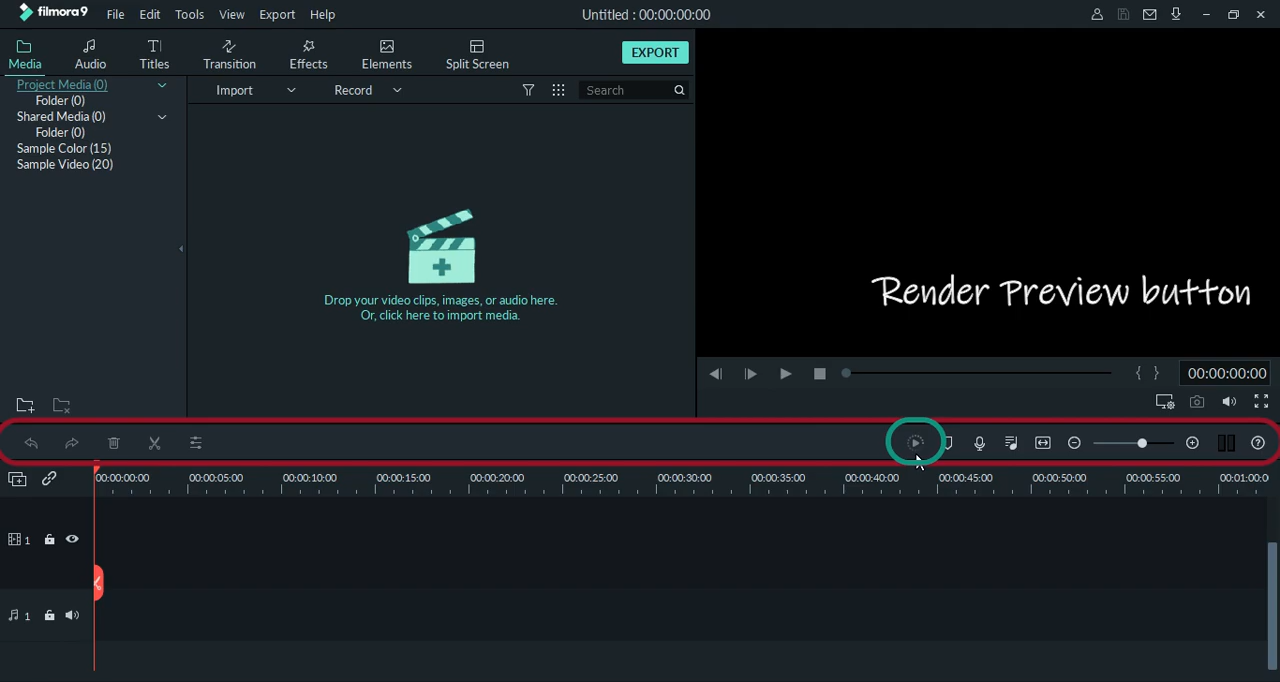 filmora9 File Edit Tools View Export Help Untitled : 00:00:00:00
Media Audio Titles Transition Effects Elements Split Screen EXPORT
Project Media (0)
Folder (0)
Shared Media (0)
Folder (0)
Sample Color (15)
Sample Video (20)
Import Record Search
Drop your video clips, images, or audio here.
Or, click here to import media.
Render Preview button
00:00:00:00
00:00:00:00 00:00:05:00 00:00:10:00 00:00:15:00 00:00:20:00 00:00:25:00 00:00:30:00 00:00:35:00 00:00:40:00 00:00:45:00 00:00:50:00 00:00:55:00 00:01:00:0
1
1